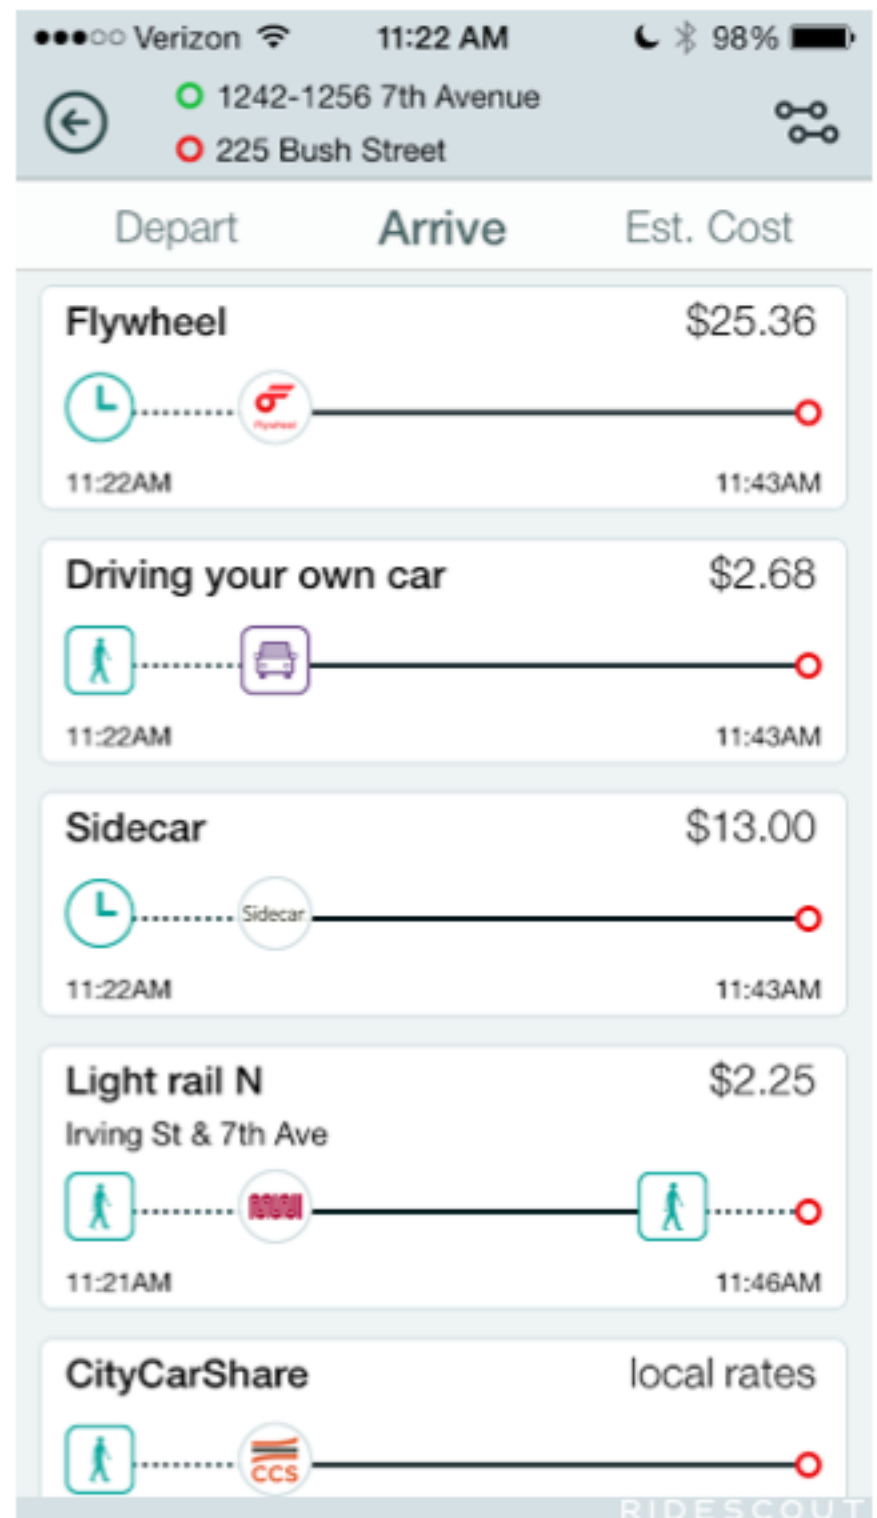 Verizon 11:22 AM 98%
1242-1256 7th Avenue
225 Bush Street
Depart Arrive Est. Cost
Flywheel $25.36
Flywheel
11:22AM 11:43AM
Driving your own car $2.68
11:22AM 11:43AM
Sidecar $13.00
Sidecar
11:22AM 11:43AM
Light rail N $2.25
Irving St & 7th Ave
11:21AM 11:46AM
CityCarShare local rates
CCS
RIDESCOUT